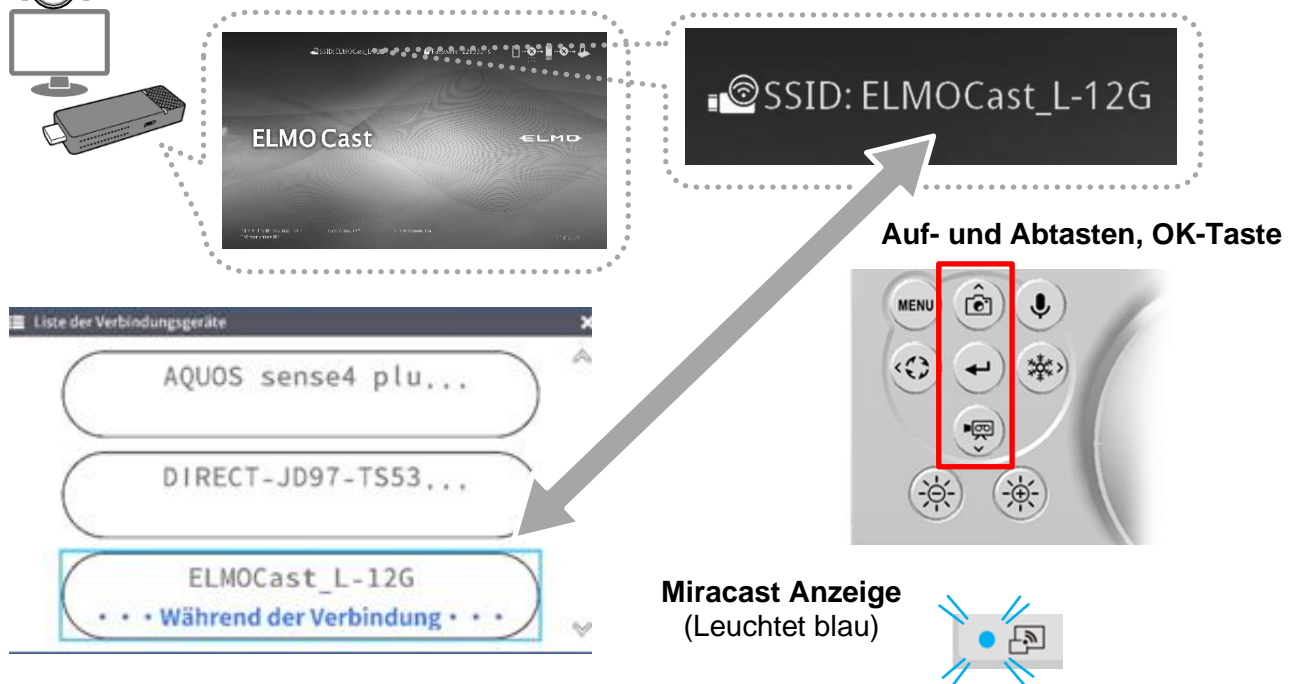 ELMO Cast
ELMO
SSID: ELMOCast_L-12G
Auf- und Abtasten, OK-Taste
MENU
Liste der Verbindungsgeräte
AQUOS sense4 plu...
DIRECT-JD97-TS53...
ELMOCast_L-12G
• • • Während der Verbindung • • •
Miracast Anzeige
(Leuchtet blau)